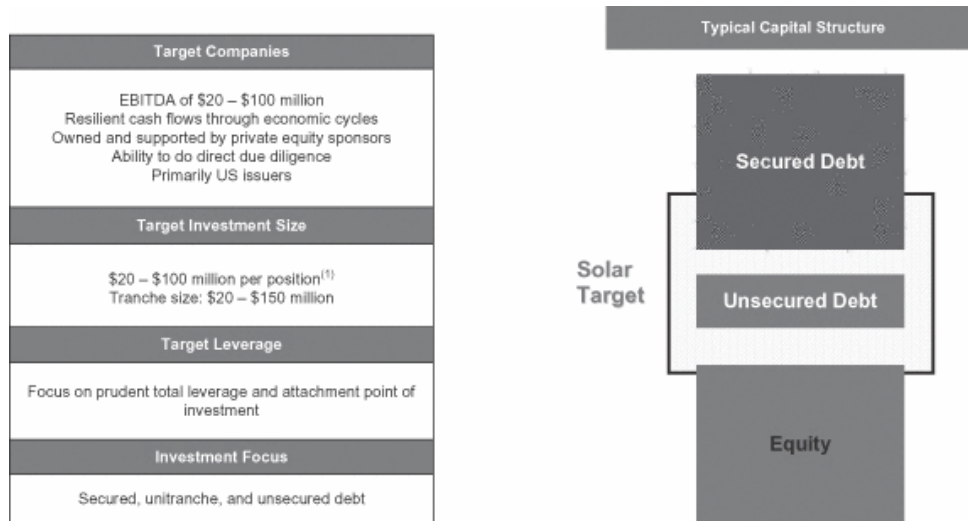 Target Companies
EBITDA of $20 – $100 million
Resilient cash flows through economic cycles
Owned and supported by private equity sponsors
Ability to do direct due diligence
Primarily US issuers
Target Investment Size
$20 – $100 million per position(1)
Tranche size: $20 – $150 million
Target Leverage
Focus on prudent total leverage and attachment point of
investment
Investment Focus
Secured, unitranche, and unsecured debt
Typical Capital Structure
Secured Debt
Solar
Target
Unsecured Debt
Equity